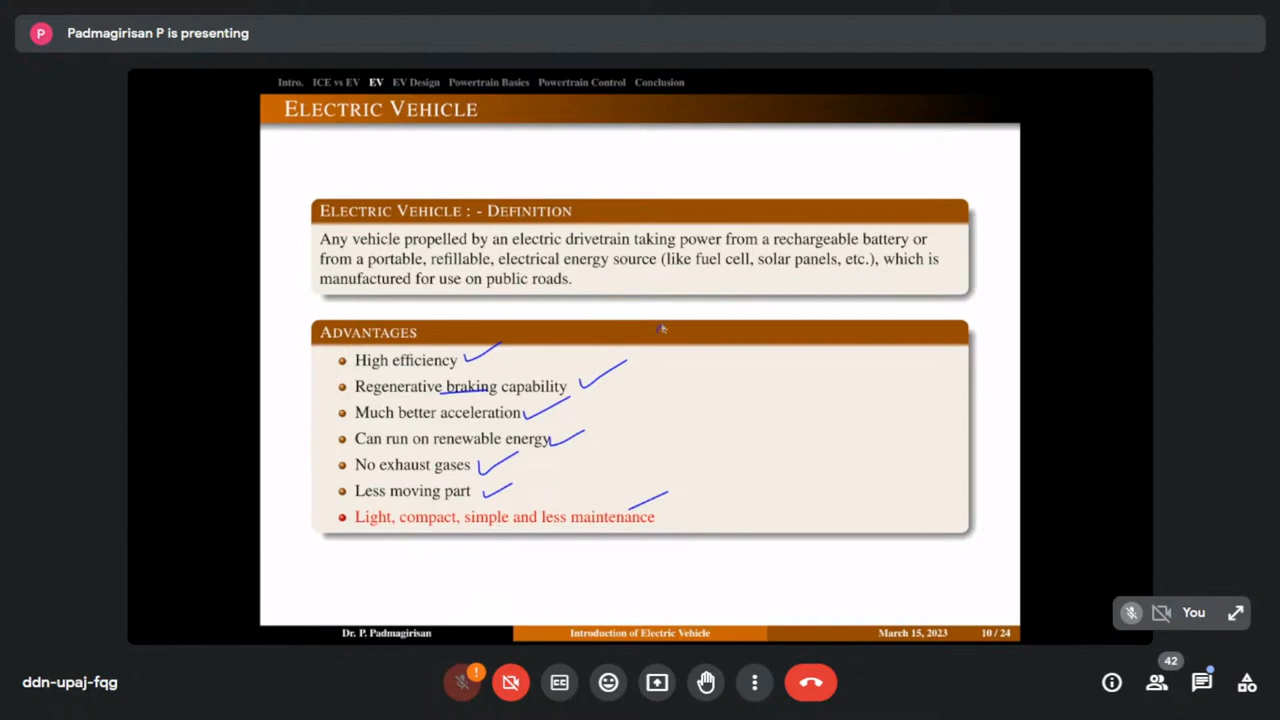 P Padmagirisan P is presenting
Intro. ICE vs EV EV EV Design Powertrain Basics Powertrain Control Conclusion
ELECTRIC VEHICLE
ELECTRIC VEHICLE : - DEFINITION
Any vehicle propelled by an electric drivetrain taking power from a rechargeable battery or
from a portable, refillable, electrical energy source (like fuel cell, solar panels, etc.), which is
manufactured for use on public roads.
ADVANTAGES
High efficiency
Regenerative braking capability
Much better acceleration
Can run on renewable energy
No exhaust gases
Less moving part
Light, compact, simple and less maintenance
You
Dr. P. Padmagirisan Introduction of Electric Vehicle March 15, 2023 10 / 24
ddn-upaj-fqg ! CC 42